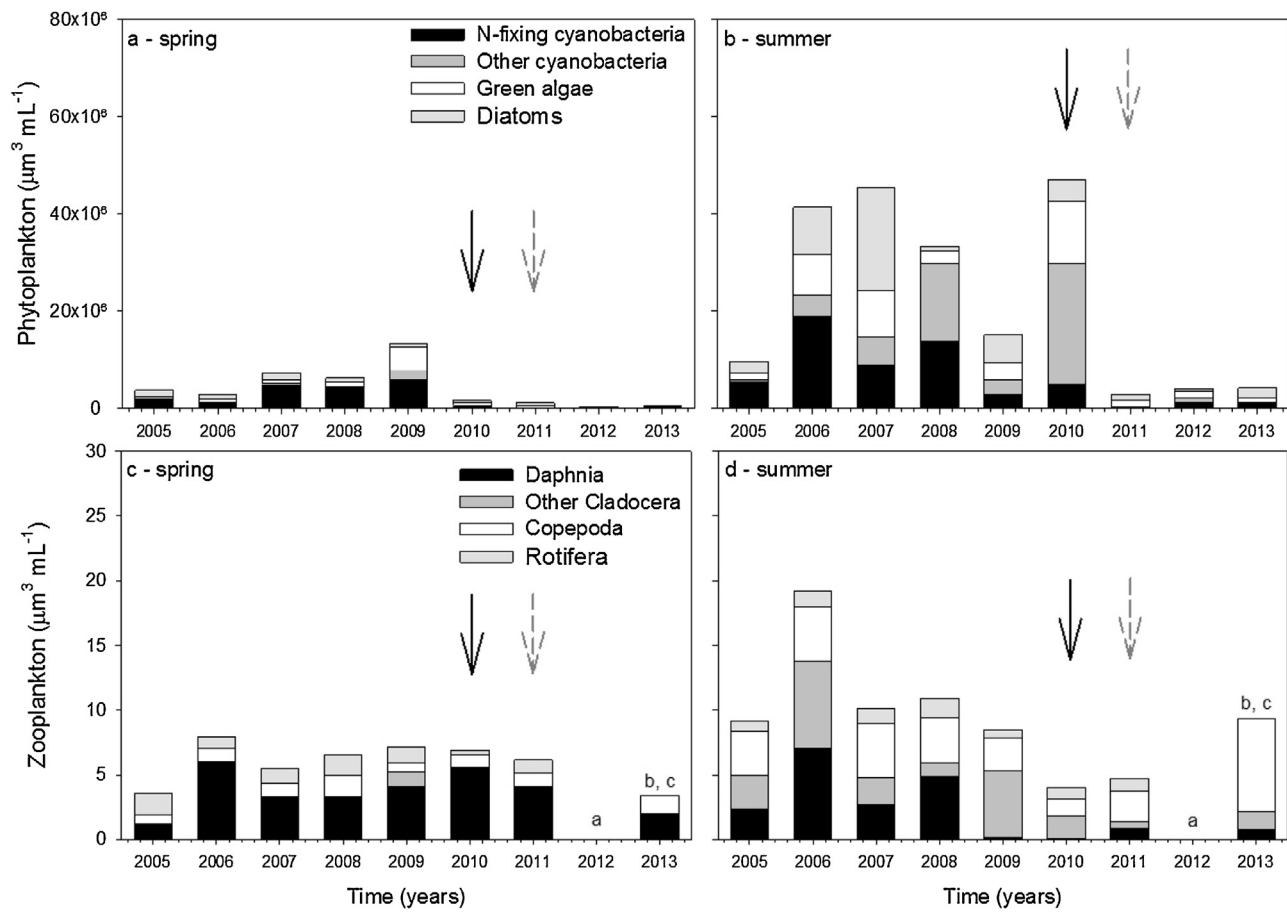 80x10⁶
a - spring
N-fixing cyanobacteria
Other cyanobacteria
Green algae
Diatoms
b - summer
60x10⁶
40x10⁶
20x10⁶
0
Phytoplankton (µm³ mL⁻¹)
2005 2006 2007 2008 2009 2010 2011 2012 2013
2005 2006 2007 2008 2009 2010 2011 2012 2013
30
c - spring
Daphnia
Other Cladocera
Copepoda
Rotifera
d - summer
25
20
15
10
5
0
Zooplankton (µm³ mL⁻¹)
a
b, c
a
b, c
2005 2006 2007 2008 2009 2010 2011 2012 2013
2005 2006 2007 2008 2009 2010 2011 2012 2013
Time (years)
Time (years)